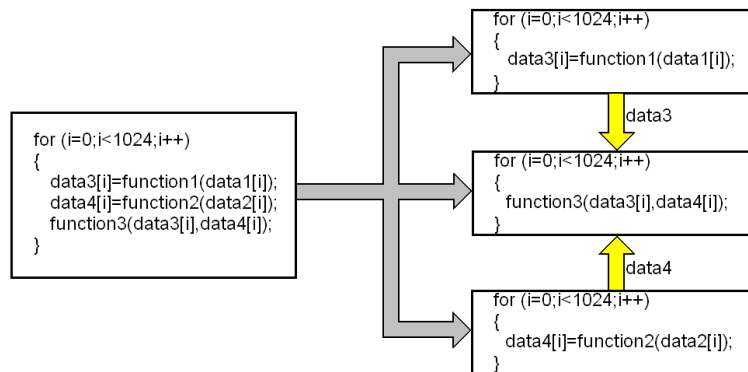 for (i=0;i<1024;i++)
{
data3[i]=function1(data1[i]);
data4[i]=function2(data2[i]);
function3(data3[i],data4[i]);
}
for (i=0;i<1024;i++)
{
data3[i]=function1(data1[i]);
}
data3
for (i=0;i<1024;i++)
{
function3(data3[i],data4[i]);
}
data4
for (i=0;i<1024;i++)
{
data4[i]=function2(data2[i]);
}